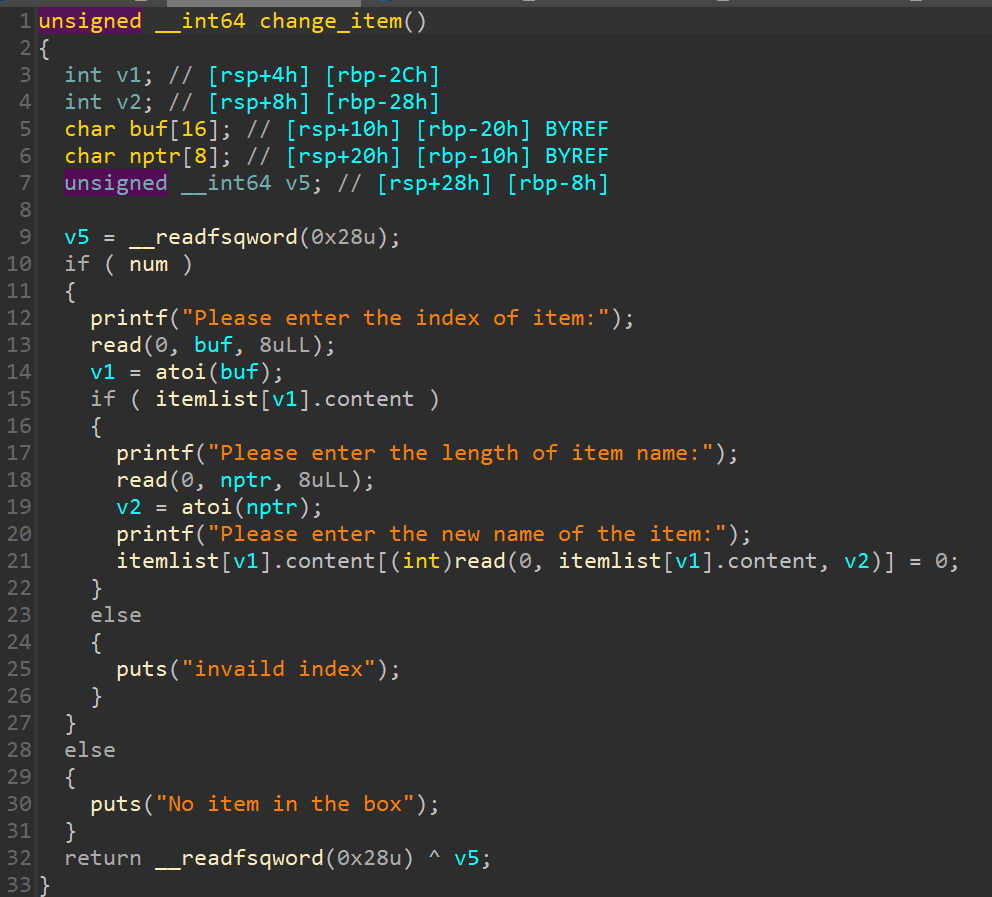 1 unsigned __int64 change_item()
2 {
3   int v1; // [rsp+4h] [rbp-2Ch]
4   int v2; // [rsp+8h] [rbp-28h]
5   char buf[16]; // [rsp+10h] [rbp-20h] BYREF
6   char nptr[8]; // [rsp+20h] [rbp-10h] BYREF
7   unsigned __int64 v5; // [rsp+28h] [rbp-8h]
8
9   v5 = __readfsqword(0x28u);
10   if ( num )
11   {
12     printf("Please enter the index of item:");
13     read(0, buf, 8uLL);
14     v1 = atoi(buf);
15     if ( itemlist[v1].content )
16     {
17       printf("Please enter the length of item name:");
18       read(0, nptr, 8uLL);
19       v2 = atoi(nptr);
20       printf("Please enter the new name of the item:");
21       itemlist[v1].content[(int)read(0, itemlist[v1].content, v2)] = 0;
22     }
23     else
24     {
25       puts("invaild index");
26     }
27   }
28   else
29   {
30     puts("No item in the box");
31   }
32   return __readfsqword(0x28u) ^ v5;
33 }